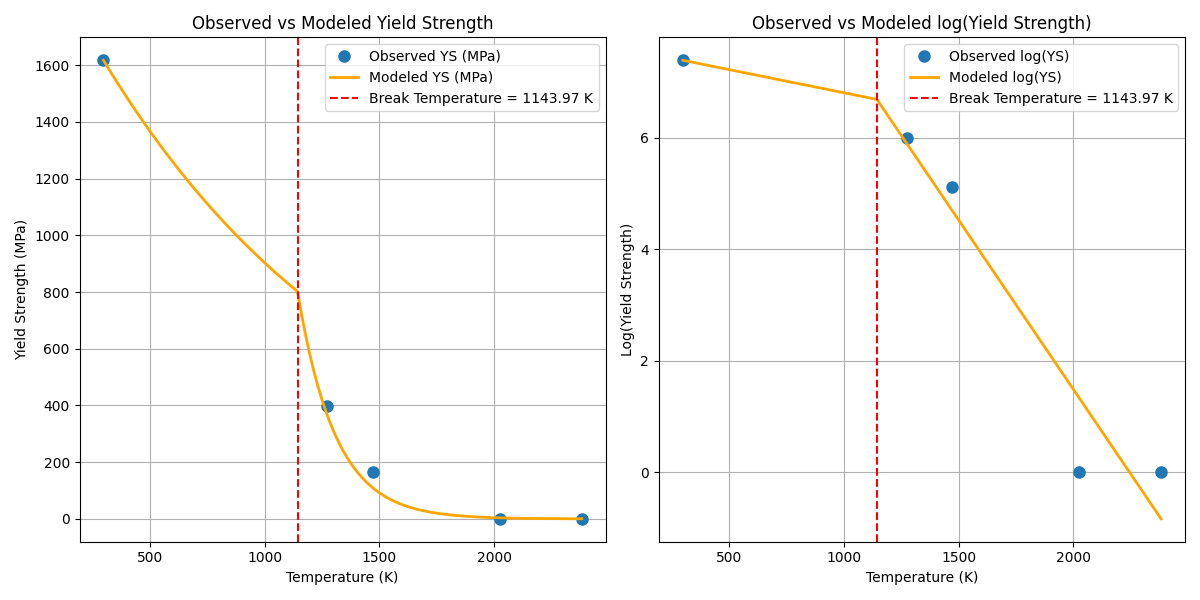 Observed vs Modeled Yield Strength
Observed YS (MPa)
Modeled YS (MPa)
Break Temperature = 1143.97 K
Yield Strength (MPa)
1600
1400
1200
1000
800
600
400
200
0
500
1000
1500
2000
Temperature (K)
Observed vs Modeled log(Yield Strength)
Observed log(YS)
Modeled log(YS)
Break Temperature = 1143.97 K
Log(Yield Strength)
6
4
2
0
500
1000
1500
2000
Temperature (K)